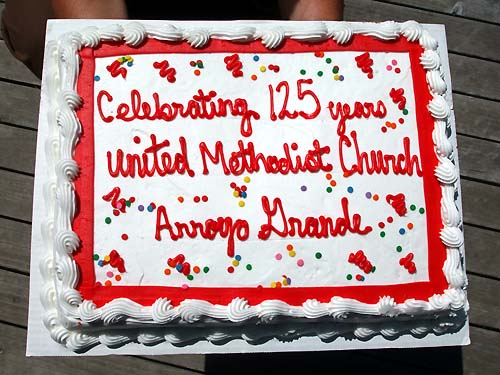 Celebrating 125 years
United Methodist Church
Arroyo Grande